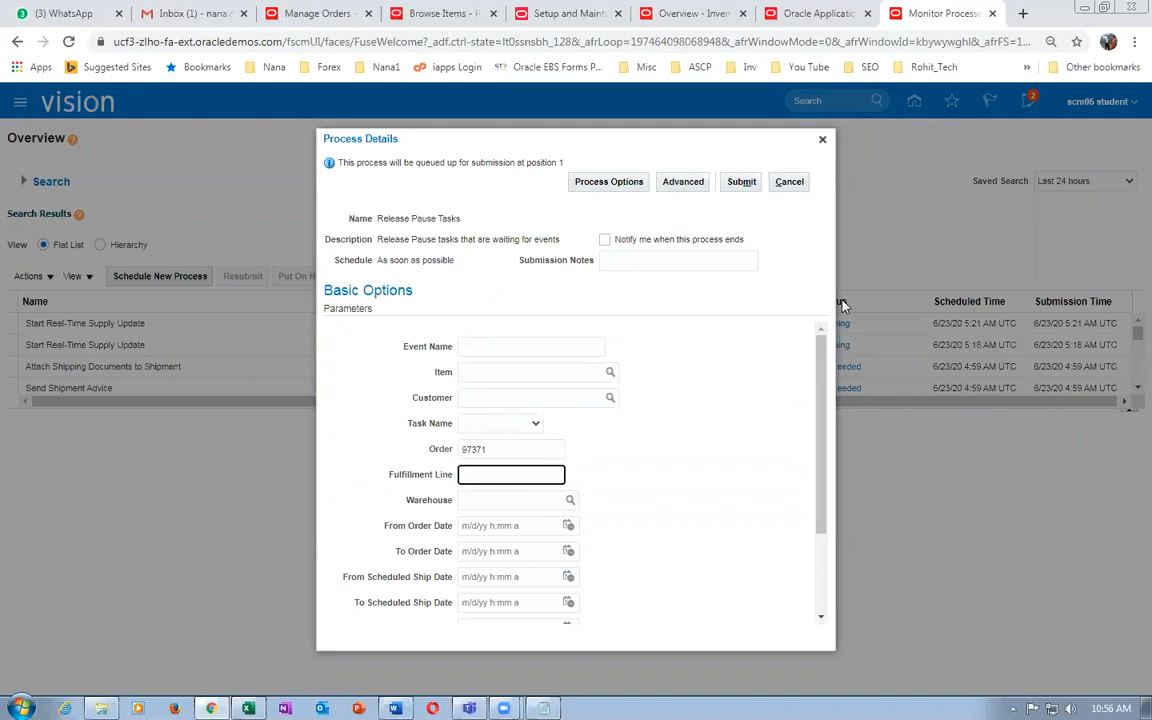 (3) WhatsApp
Inbox (1) - nana.z
Manage Orders -
Browse Items - P
Setup and Maint
Overview - Inven
Oracle Applicatio
Monitor Processe
ucf3-zlho-fa-ext.oracledemos.com/fscmUI/faces/FuseWelcome?_adf.ctrl-state=lt0ssnsbh_128&_afrLoop=197464098068948&_afrWindowMode=0&_afrWindowId=kbywywghl&_afrFS=1...
Apps Suggested Sites Bookmarks Nana Forex Nana1 iapps Login Oracle EBS Forms P... Misc ASCP Inv You Tube SEO Rohit_Tech » Other bookmarks
vision Search 2 scm05 student
Overview
Search
Saved Search Last 24 hours
Search Results
View Flat List Hierarchy
Actions View Schedule New Process Resubmit Put On H
Name Scheduled Time Submission Time
Start Real-Time Supply Update ning 6/23/20 5:21 AM UTC 6/23/20 5:21 AM UTC
Start Real-Time Supply Update ning 6/23/20 5:18 AM UTC 6/23/20 5:18 AM UTC
Attach Shipping Documents to Shipment eeded 6/23/20 4:59 AM UTC 6/23/20 4:59 AM UTC
Send Shipment Advice eeded 6/23/20 4:59 AM UTC 6/23/20 4:59 AM UTC
Process Details
This process will be queued up for submission at position 1
Process Options Advanced Submit Cancel
Name Release Pause Tasks
Description Release Pause tasks that are waiting for events Notify me when this process ends
Schedule As soon as possible Submission Notes
Basic Options
Parameters
Event Name
Item
Customer
Task Name
Order 97371
Fulfillment Line
Warehouse
From Order Date m/d/yy h:mm a
To Order Date m/d/yy h:mm a
From Scheduled Ship Date m/d/yy h:mm a
To Scheduled Ship Date m/d/yy h:mm a
10:56 AM